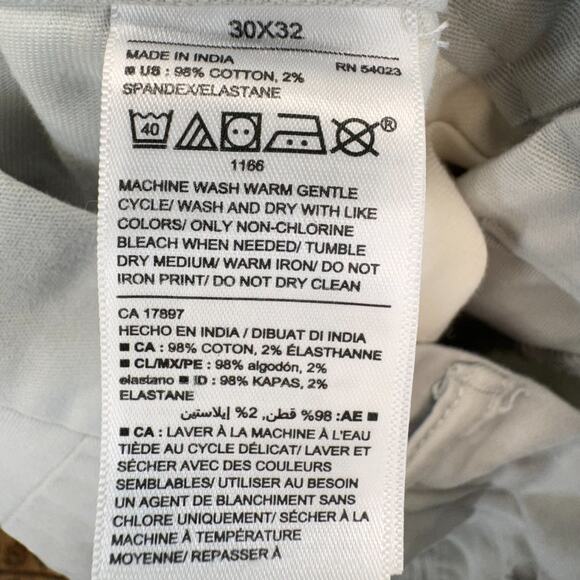 30X32
MADE IN INDIA RN 54023
■ US : 98% COTTON, 2%
SPANDEX/ELASTANE
40 ®
1166
MACHINE WASH WARM GENTLE
CYCLE/ WASH AND DRY WITH LIKE
COLORS/ ONLY NON-CHLORINE
BLEACH WHEN NEEDED/ TUMBLE
DRY MEDIUM/ WARM IRON/ DO NOT
IRON PRINT/ DO NOT DRY CLEAN
CA 17897
HECHO EN INDIA / DIBUAT DI INDIA
■ CA : 98% COTON, 2% ÉLASTHANNE
■ CL/MX/PE : 98% algodón, 2%
elastano ■ ID : 98% KAPAS, 2%
ELASTANE
■ AE: 98% قطن, 2% إيلاستين
■ CA : LAVER À LA MACHINE À L'EAU
TIÈDE AU CYCLE DÉLICAT/ LAVER ET
SÉCHER AVEC DES COULEURS
SEMBLABLES/ UTILISER AU BESOIN
UN AGENT DE BLANCHIMENT SANS
CHLORE UNIQUEMENT/ SÉCHER À LA
MACHINE À TEMPÉRATURE
MOYENNE/ REPASSER À